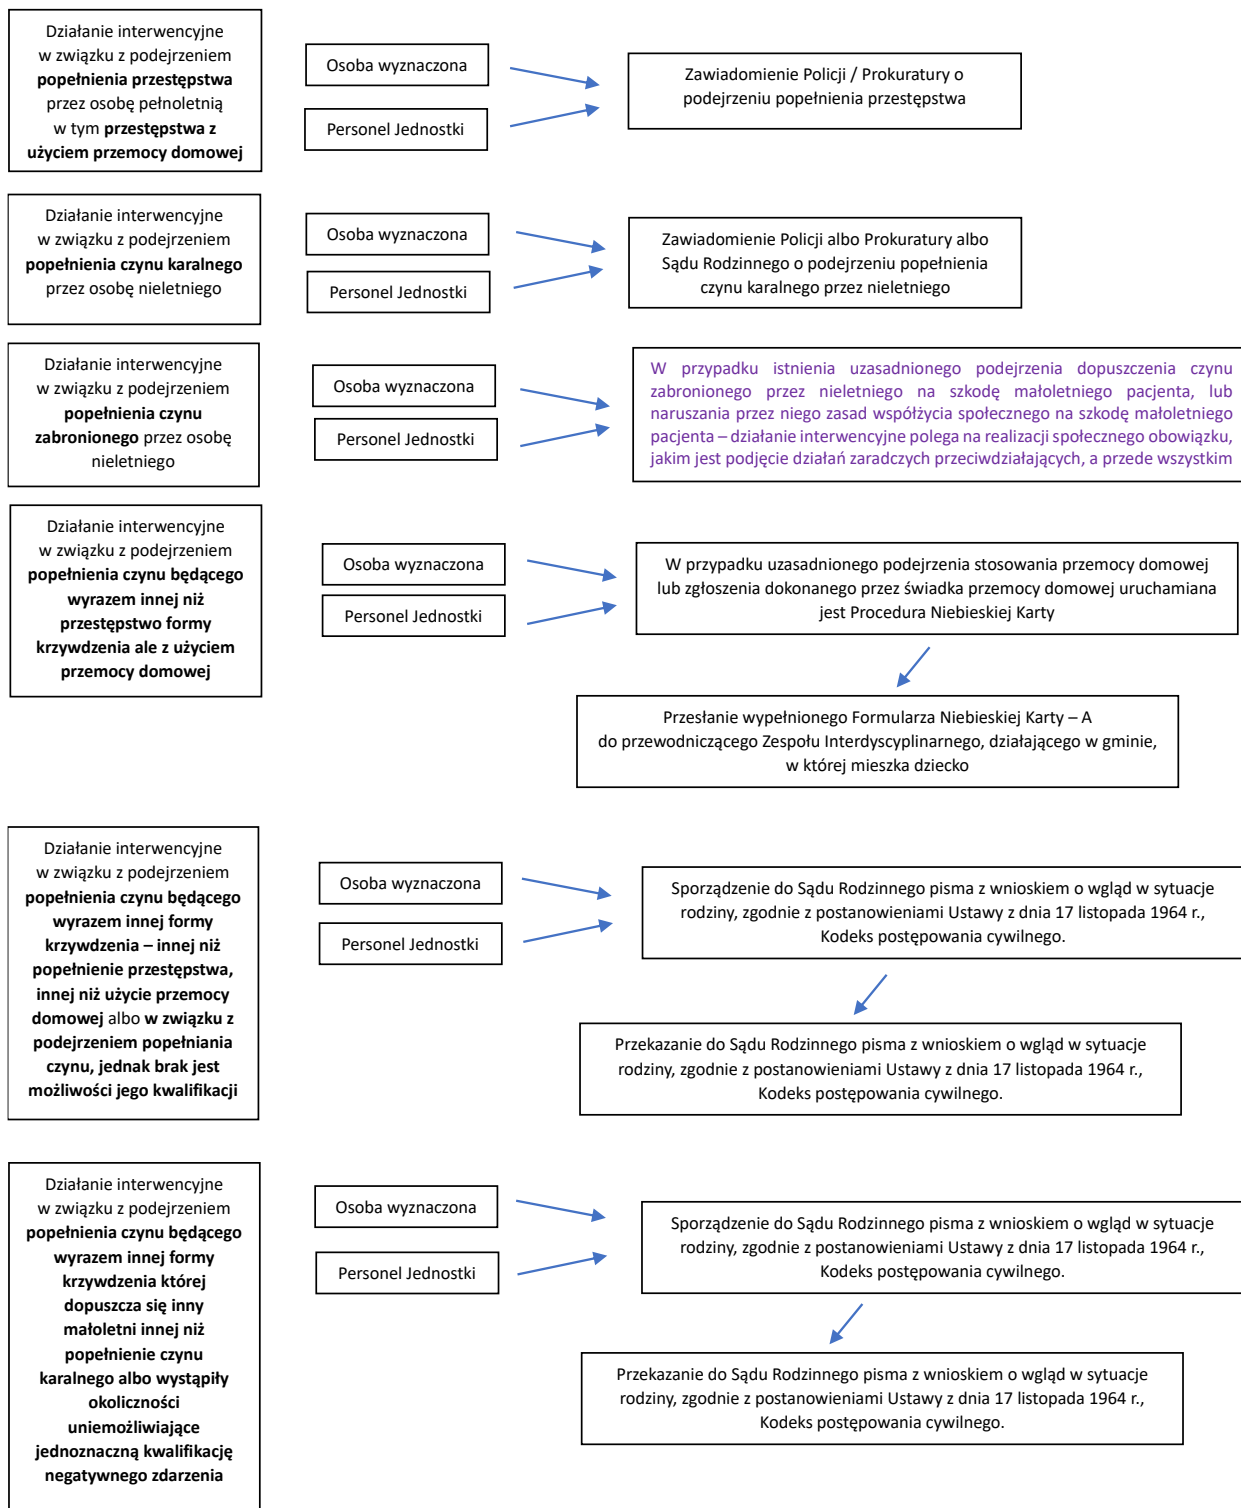 Działanie interwencyjne
w związku z podejrzeniem
popełnienia przestępstwa
przez osobę pełnoletnią
w tym przestępstwa z
użyciem przemocy domowej
Osoba wyznaczona
Personel Jednostki
Zawiadomienie Policji / Prokuratury o
podejrzeniu popełnienia przestępstwa
Działanie interwencyjne
w związku z podejrzeniem
popełnienia czynu karalnego
przez osobę nieletniego
Osoba wyznaczona
Personel Jednostki
Zawiadomienie Policji albo Prokuratury albo
Sądu Rodzinnego o podejrzeniu popełnienia
czynu karalnego przez nieletniego
Działanie interwencyjne
w związku z podejrzeniem
popełnienia czynu
zabronionego przez osobę
nieletniego
Osoba wyznaczona
Personel Jednostki
W przypadku istnienia uzasadnionego podejrzenia dopuszczenia czynu
zabronionego przez nieletniego na szkodę małoletniego pacjenta, lub
naruszania przez niego zasad współżycia społecznego na szkodę małoletniego
pacjenta – działanie interwencyjne polega na realizacji społecznego obowiązku,
jakim jest podjęcie działań zaradczych przeciwdziałających, a przede wszystkim
Działanie interwencyjne
w związku z podejrzeniem
popełnienia czynu będącego
wyrazem innej niż
przestępstwo formy
krzywdzenia ale z użyciem
przemocy domowej
Osoba wyznaczona
Personel Jednostki
W przypadku uzasadnionego podejrzenia stosowania przemocy domowej
lub zgłoszenia dokonanego przez świadka przemocy domowej uruchamiana
jest Procedura Niebieskiej Karty
Przesłanie wypełnionego Formularza Niebieskiej Karty – A
do przewodniczącego Zespołu Interdyscyplinarnego, działającego w gminie,
w której mieszka dziecko
Działanie interwencyjne
w związku z podejrzeniem
popełnienia czynu będącego
wyrazem innej formy
krzywdzenia – innej niż
popełnienie przestępstwa,
innej niż użycie przemocy
domowej albo w związku z
podejrzeniem popełniania
czynu, jednak brak jest
możliwości jego kwalifikacji
Osoba wyznaczona
Personel Jednostki
Sporządzenie do Sądu Rodzinnego pisma z wnioskiem o wgląd w sytuacje
rodziny, zgodnie z postanowieniami Ustawy z dnia 17 listopada 1964 r.,
Kodeks postępowania cywilnego.
Przekazanie do Sądu Rodzinnego pisma z wnioskiem o wgląd w sytuacje
rodziny, zgodnie z postanowieniami Ustawy z dnia 17 listopada 1964 r.,
Kodeks postępowania cywilnego.
Działanie interwencyjne
w związku z podejrzeniem
popełnienia czynu będącego
wyrazem innej formy
krzywdzenia której
dopuszcza się inny
małoletni innej niż
popełnienie czynu
karalnego albo wystąpiły
okoliczności
uniemożliwiające
jednoznaczną kwalifikację
negatywnego zdarzenia
Osoba wyznaczona
Personel Jednostki
Sporządzenie do Sądu Rodzinnego pisma z wnioskiem o wgląd w sytuacje
rodziny, zgodnie z postanowieniami Ustawy z dnia 17 listopada 1964 r.,
Kodeks postępowania cywilnego.
Przekazanie do Sądu Rodzinnego pisma z wnioskiem o wgląd w sytuacje
rodziny, zgodnie z postanowieniami Ustawy z dnia 17 listopada 1964 r.,
Kodeks postępowania cywilnego.